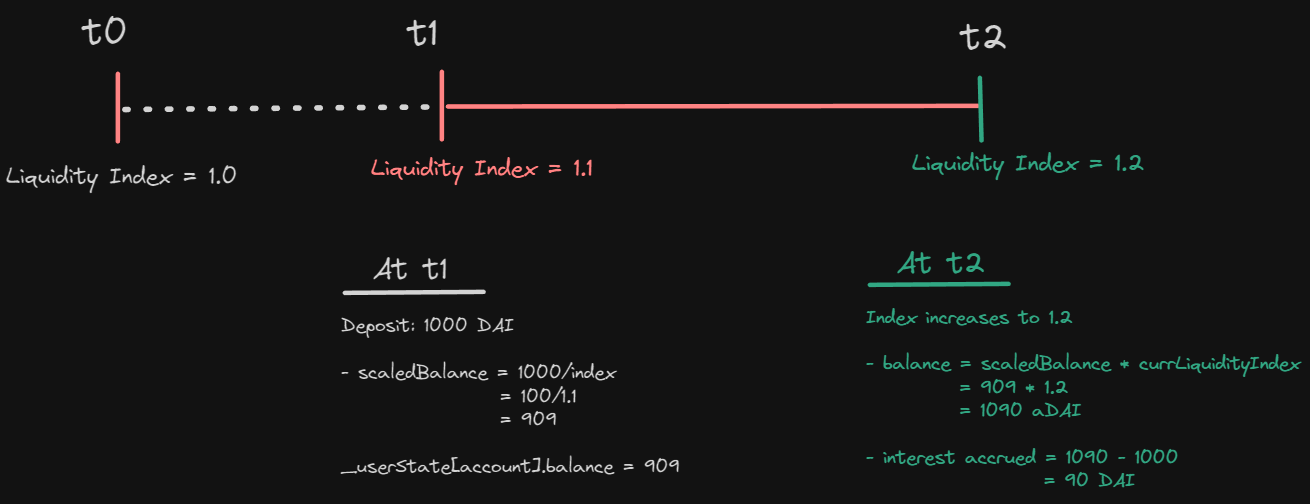 t0
t1
t2
Liquidity Index = 1.0
Liquidity Index = 1.1
Liquidity Index = 1.2
At t1
Deposit: 1000 DAI
- scaledBalance = 1000/index
= 100/1.1
= 909
_userState[account].balance = 909
At t2
Index increases to 1.2
- balance = scaledBalance * currLiquidityIndex
= 909 * 1.2
= 1090 aDAI
- interest accrued = 1090 - 1000
= 90 DAI